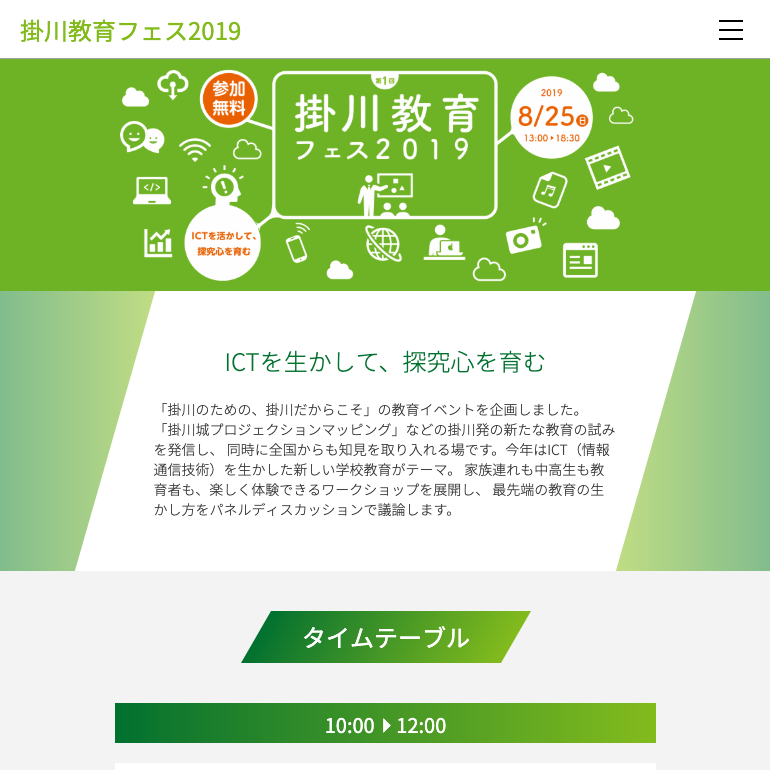 掛川教育フェス2019
参加
無料
第1回
掛川教育
フェス2019
2019
8/25日
13:00▶18:30
</>
ICTを活かして、
探究心を育む
ICTを生かして、探究心を育む
「掛川のための、掛川だからこそ」の教育イベントを企画しました。
「掛川城プロジェクションマッピング」などの掛川発の新たな教育の試み
を発信し、 同時に全国からも知見を取り入れる場です。今年はICT（情報
通信技術）を生かした新しい学校教育がテーマ。 家族連れも中高生も教
育者も、楽しく体験できるワークショップを展開し、 最先端の教育の生
かし方をパネルディスカッションで議論します。
タイムテーブル
10:00 ▶ 12:00